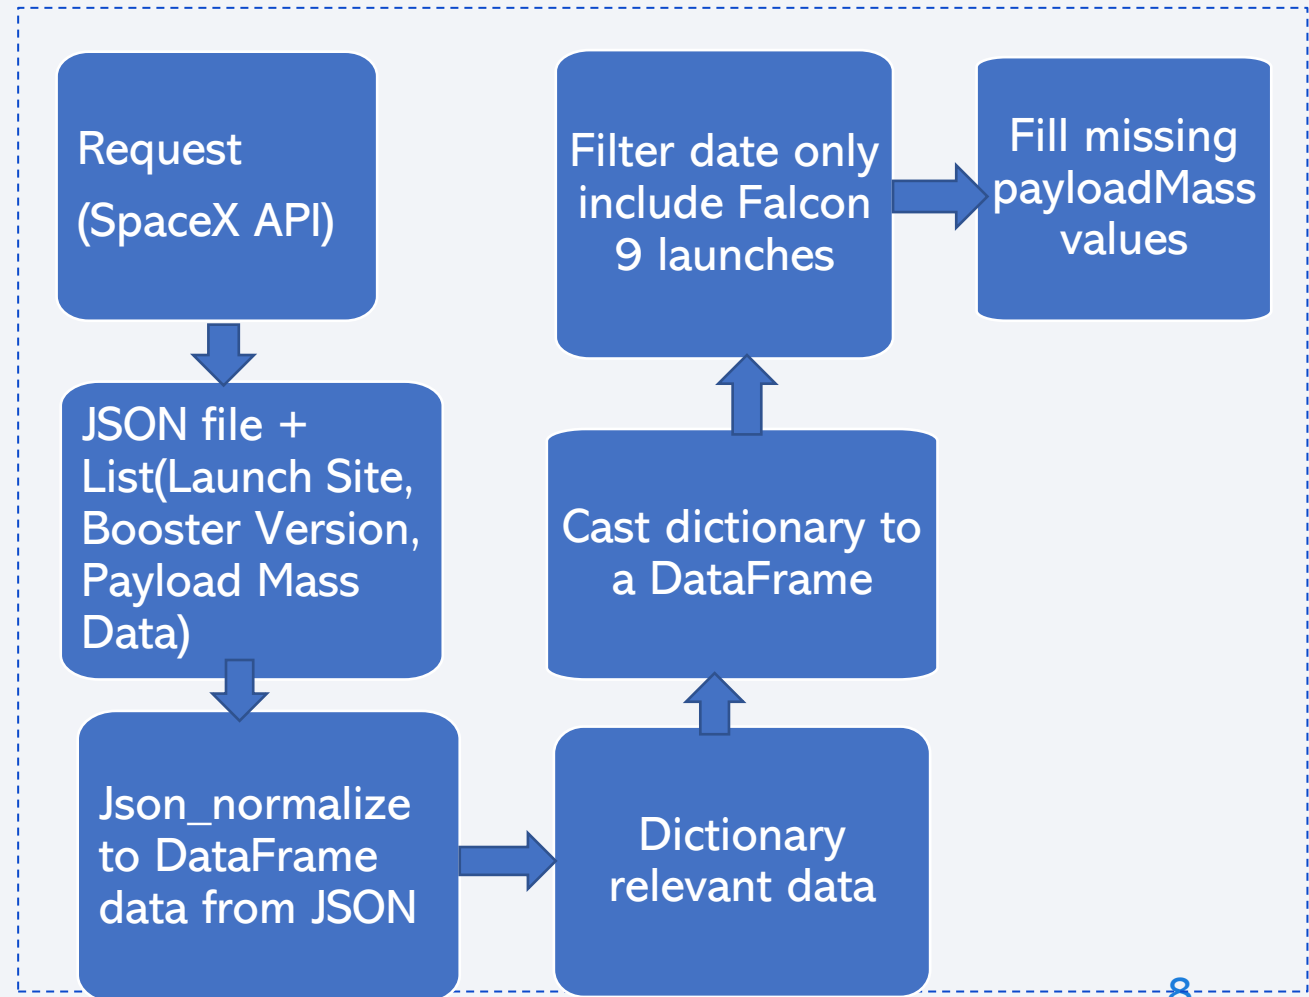 Request
(SpaceX API)
JSON file +
List(Launch Site,
Booster Version,
Payload Mass
Data)
Json_normalize
to DataFrame
data from JSON
Dictionary
relevant data
Cast dictionary to
a DataFrame
Filter date only
include Falcon
9 launches
Fill missing
payloadMass
values
8